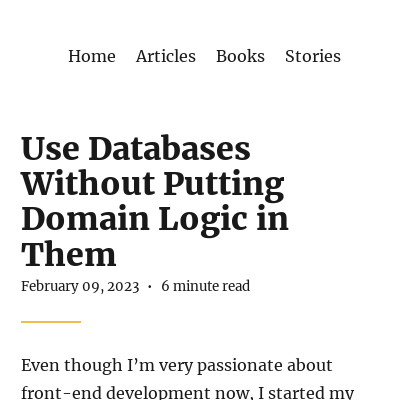 Home Articles Books Stories
Use Databases
Without Putting
Domain Logic in
Them
February 09, 2023 • 6 minute read
Even though I’m very passionate about
front-end development now, I started my